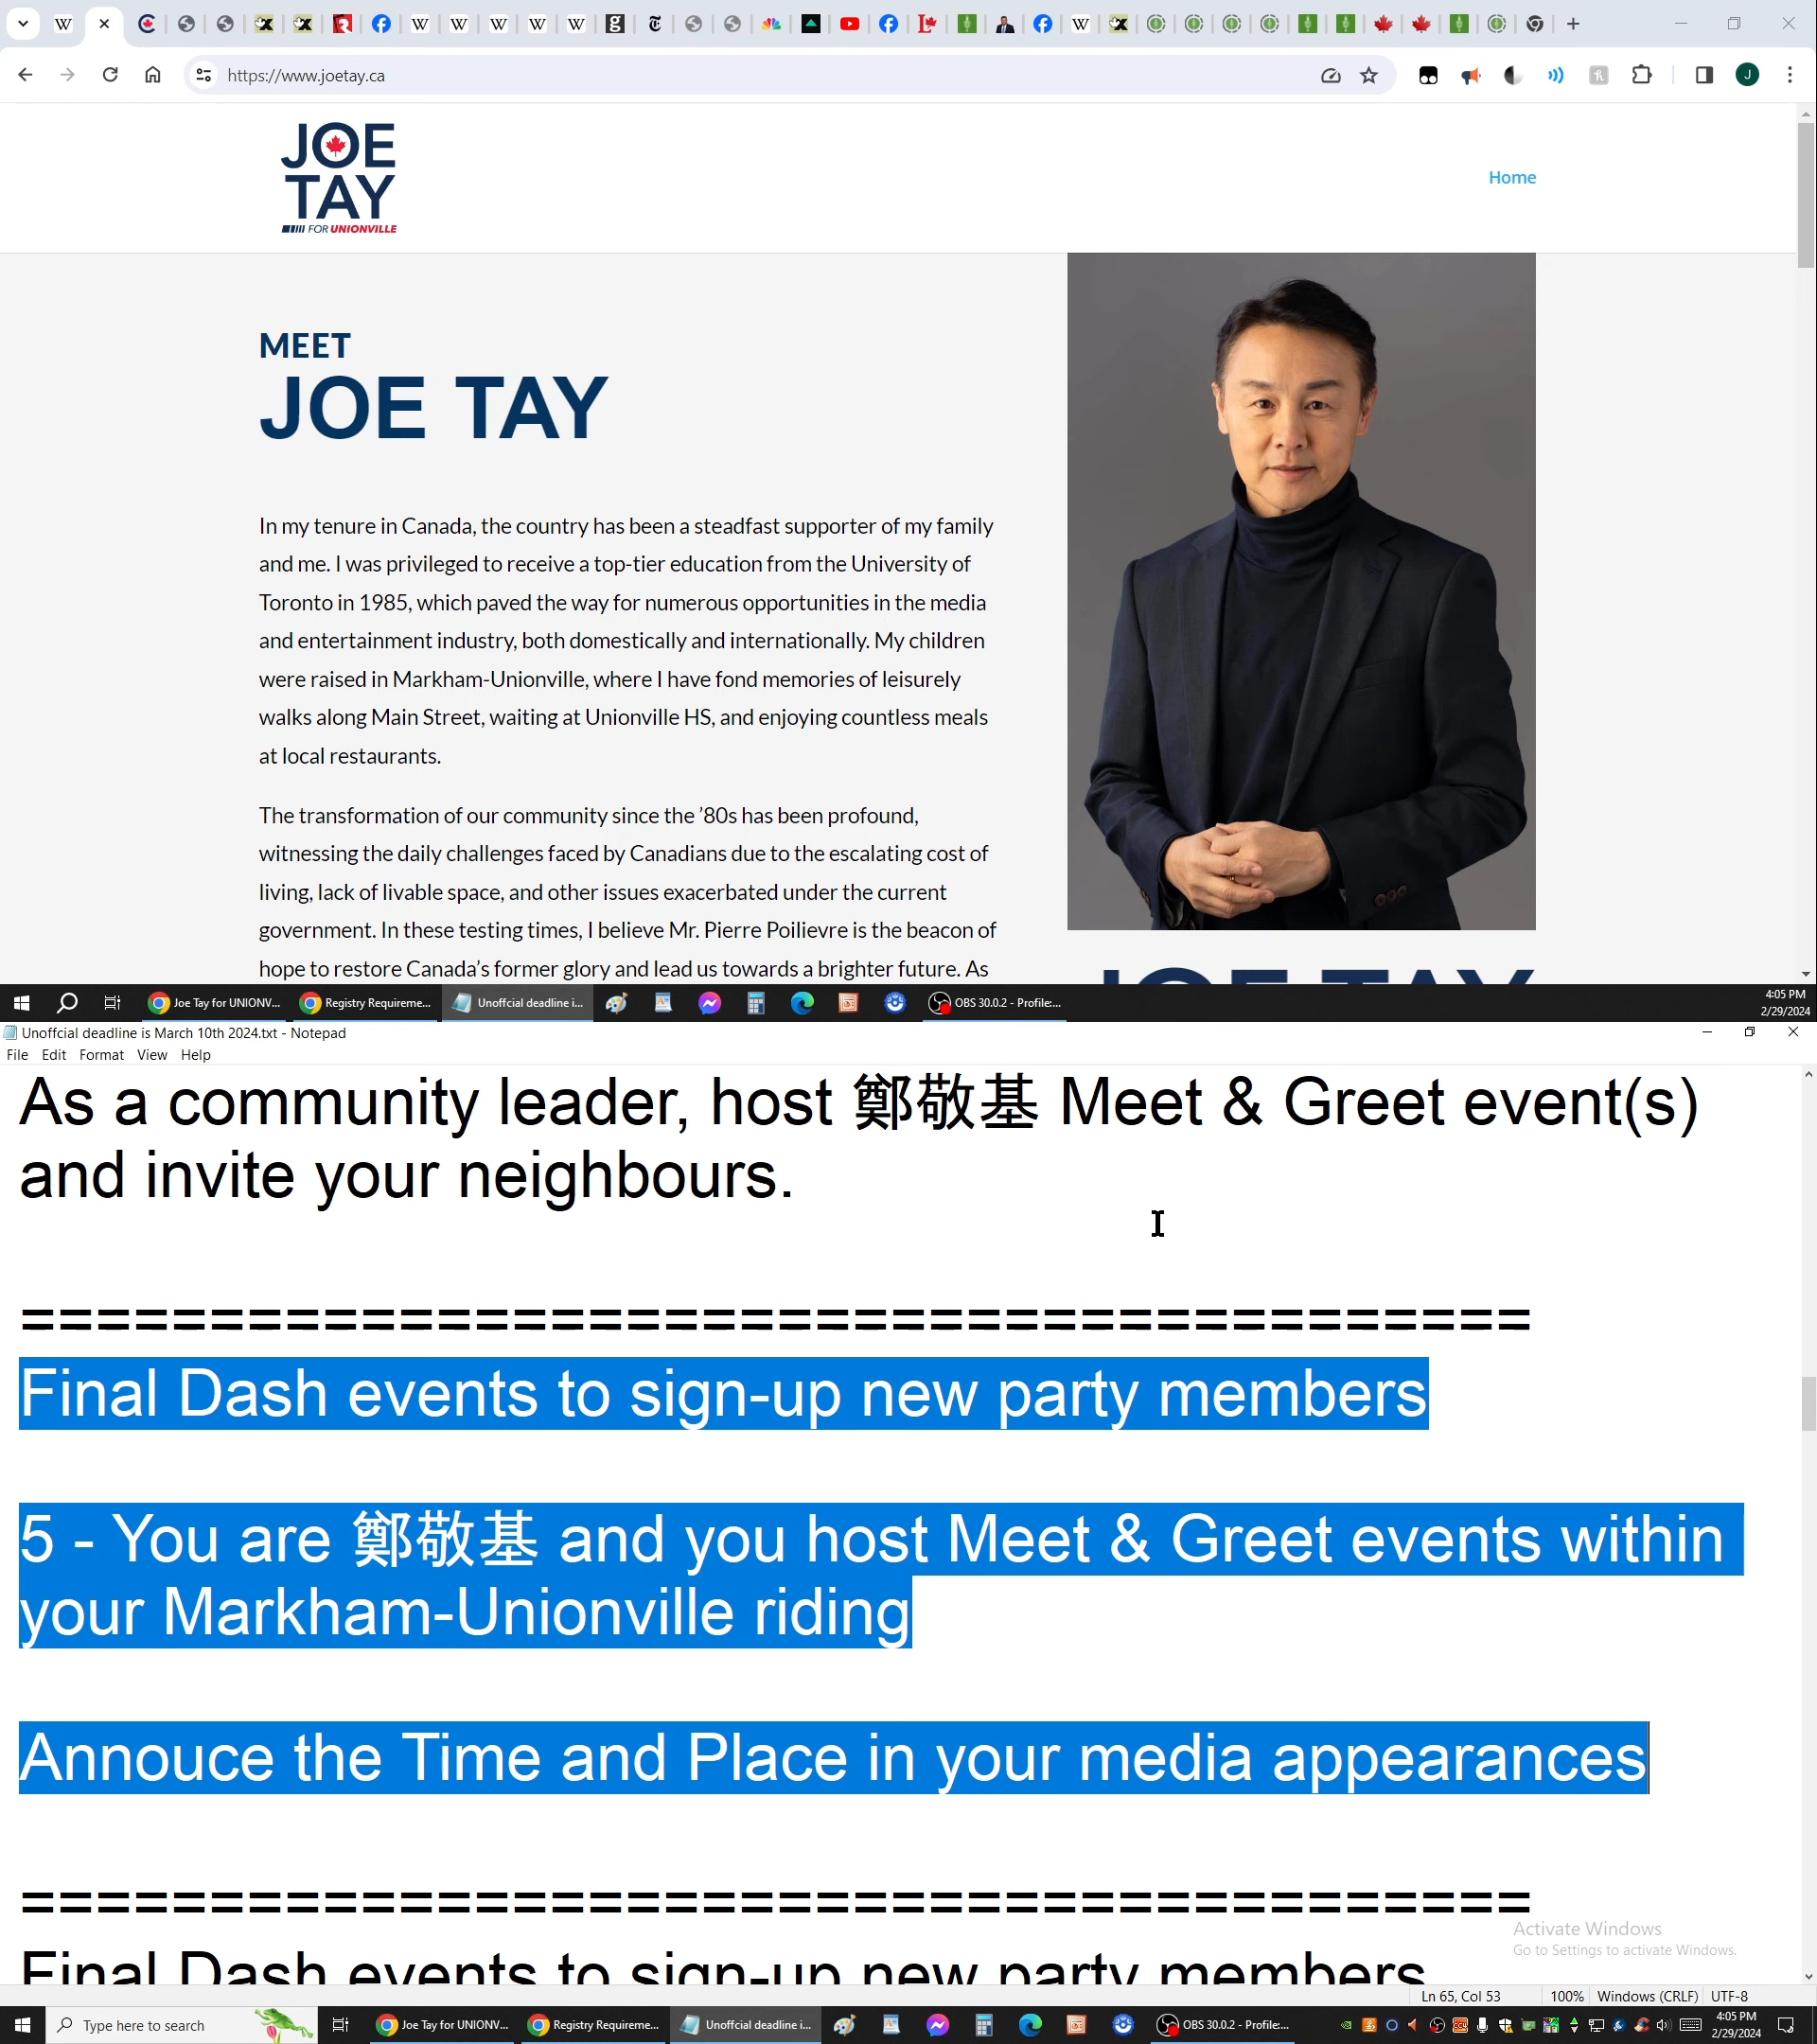 https://www.joetay.ca
J
JOE
TAY
FOR UNIONVILLE
Home
MEET
JOE TAY
In my tenure in Canada, the country has been a steadfast supporter of my family
and me. I was privileged to receive a top-tier education from the University of
Toronto in 1985, which paved the way for numerous opportunities in the media
and entertainment industry, both domestically and internationally. My children
were raised in Markham-Unionville, where I have fond memories of leisurely
walks along Main Street, waiting at Unionville HS, and enjoying countless meals
at local restaurants.
The transformation of our community since the ’80s has been profound,
witnessing the daily challenges faced by Canadians due to the escalating cost of
living, lack of livable space, and other issues exacerbated under the current
government. In these testing times, I believe Mr. Pierre Poilievre is the beacon of
hope to restore Canada’s former glory and lead us towards a brighter future. As
JOE TAY
Joe Tay for UNIONV...
Registry Requireme...
Unoffcial deadline i...
OBS 30.0.2 - Profile:...
4:05 PM
2/29/2024
Unoffcial deadline is March 10th 2024.txt - Notepad
File Edit Format View Help
As a community leader, host 鄭敬基 Meet & Greet event(s)
and invite your neighbours.
========================================
Final Dash events to sign-up new party members
5 - You are 鄭敬基 and you host Meet & Greet events within
your Markham-Unionville riding
Annouce the Time and Place in your media appearances
========================================
Final Dash events to sign-up new party members
Activate Windows
Go to Settings to activate Windows.
Ln 65, Col 53
100%
Windows (CRLF)
UTF-8
Type here to search
Joe Tay for UNIONV...
Registry Requireme...
Unoffcial deadline i...
OBS 30.0.2 - Profile:...
4:05 PM
2/29/2024